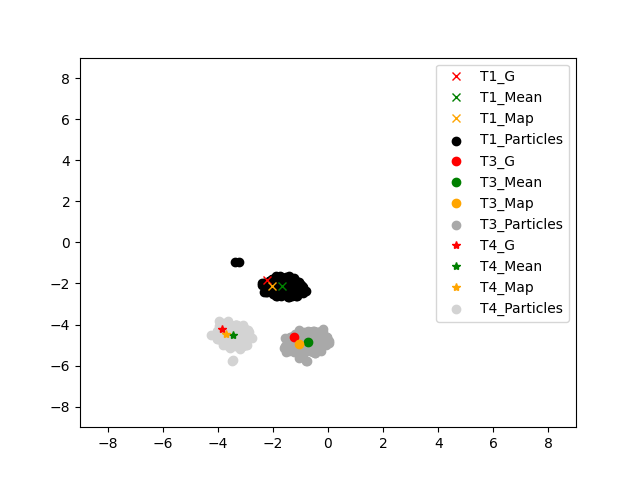 8
6
4
2
0
−2
−4
−6
−8
−8 −6 −4 −2 0 2 4 6 8
T1_G
T1_Mean
T1_Map
T1_Particles
T3_G
T3_Mean
T3_Map
T3_Particles
T4_G
T4_Mean
T4_Map
T4_Particles